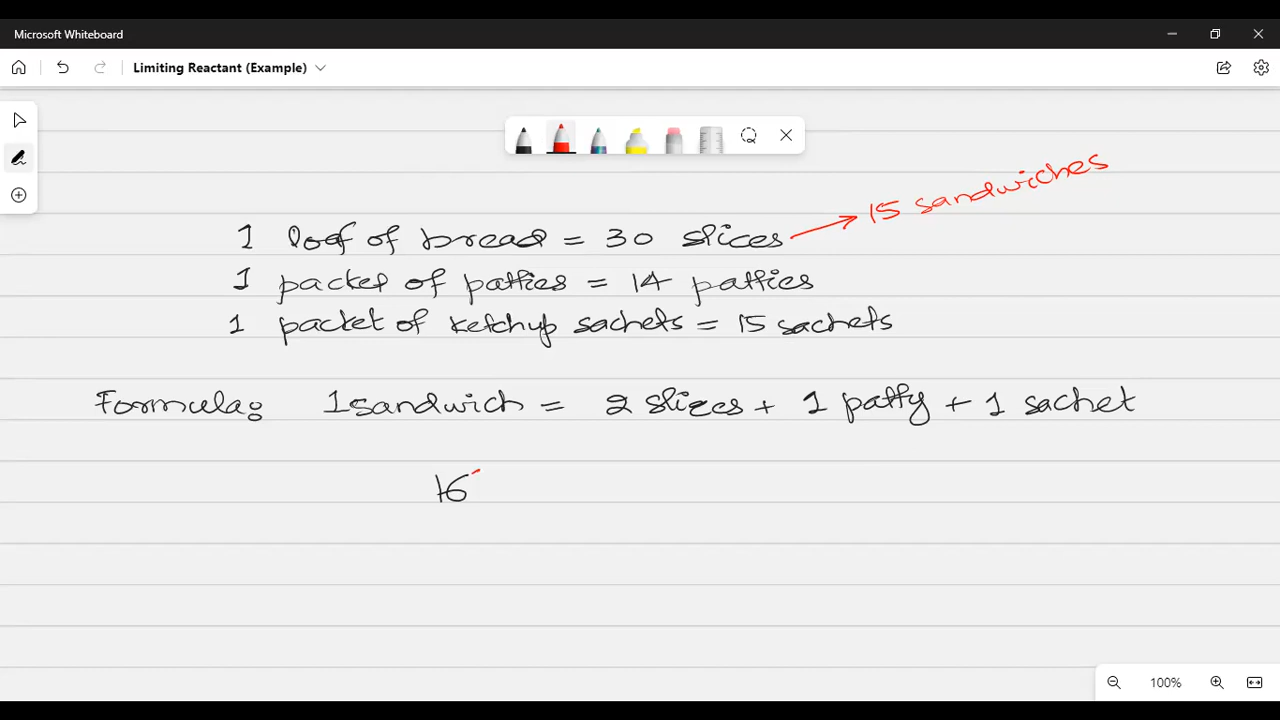 Microsoft Whiteboard
Limiting Reactant (Example)
15 sandwiches
1 loaf of bread = 30 slices
1 packet of patties = 14 patties
1 packet of ketchup sachets = 15 sachets
Formula: 1 sandwich = 2 slices + 1 patty + 1 sachet
16
100%